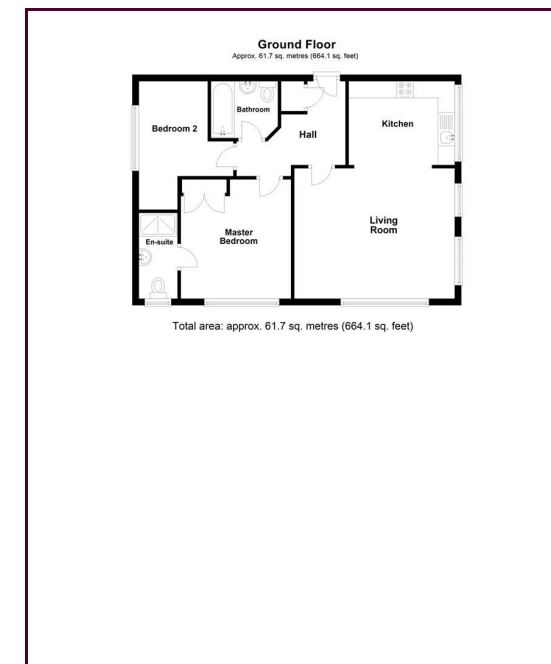 Ground Floor
Approx. 61.7 sq. metres (664.1 sq. feet)
Bathroom
Bedroom 2
Hall
Kitchen
Master
Bedroom
Living
Room
En-suite
Total area: approx. 61.7 sq. metres (664.1 sq. feet)